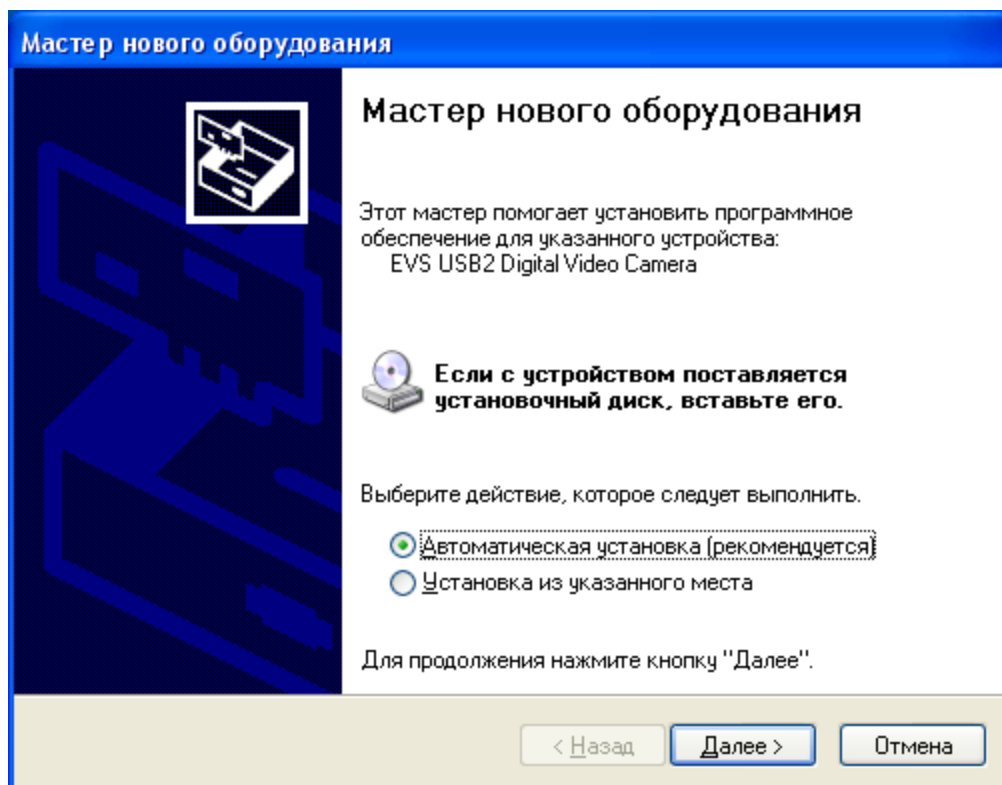 Мастер нового оборудования
Мастер нового оборудования
Этот мастер помогает установить программное
обеспечение для указанного устройства:
EVS USB2 Digital Video Camera
Если с устройством поставляется
установочный диск, вставьте его.
Выберите действие, которое следует выполнить.
Автоматическая установка (рекомендуется)
Установка из указанного места
Для продолжения нажмите кнопку "Далее".
< Назад Далее > Отмена